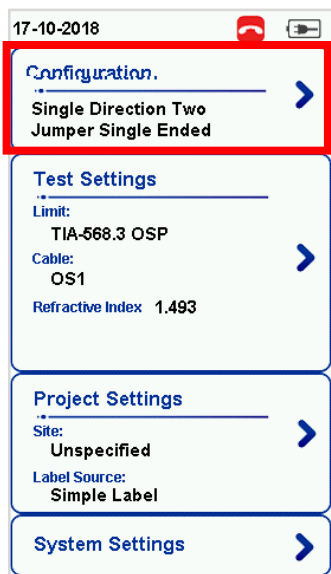 17-10-2018
Configuration.
Single Direction Two
Jumper Single Ended
Test Settings
Limit:
TIA-568.3 OSP
Cable:
OS1
Refractive Index 1.493
Project Settings
Site:
Unspecified
Label Source:
Simple Label
System Settings